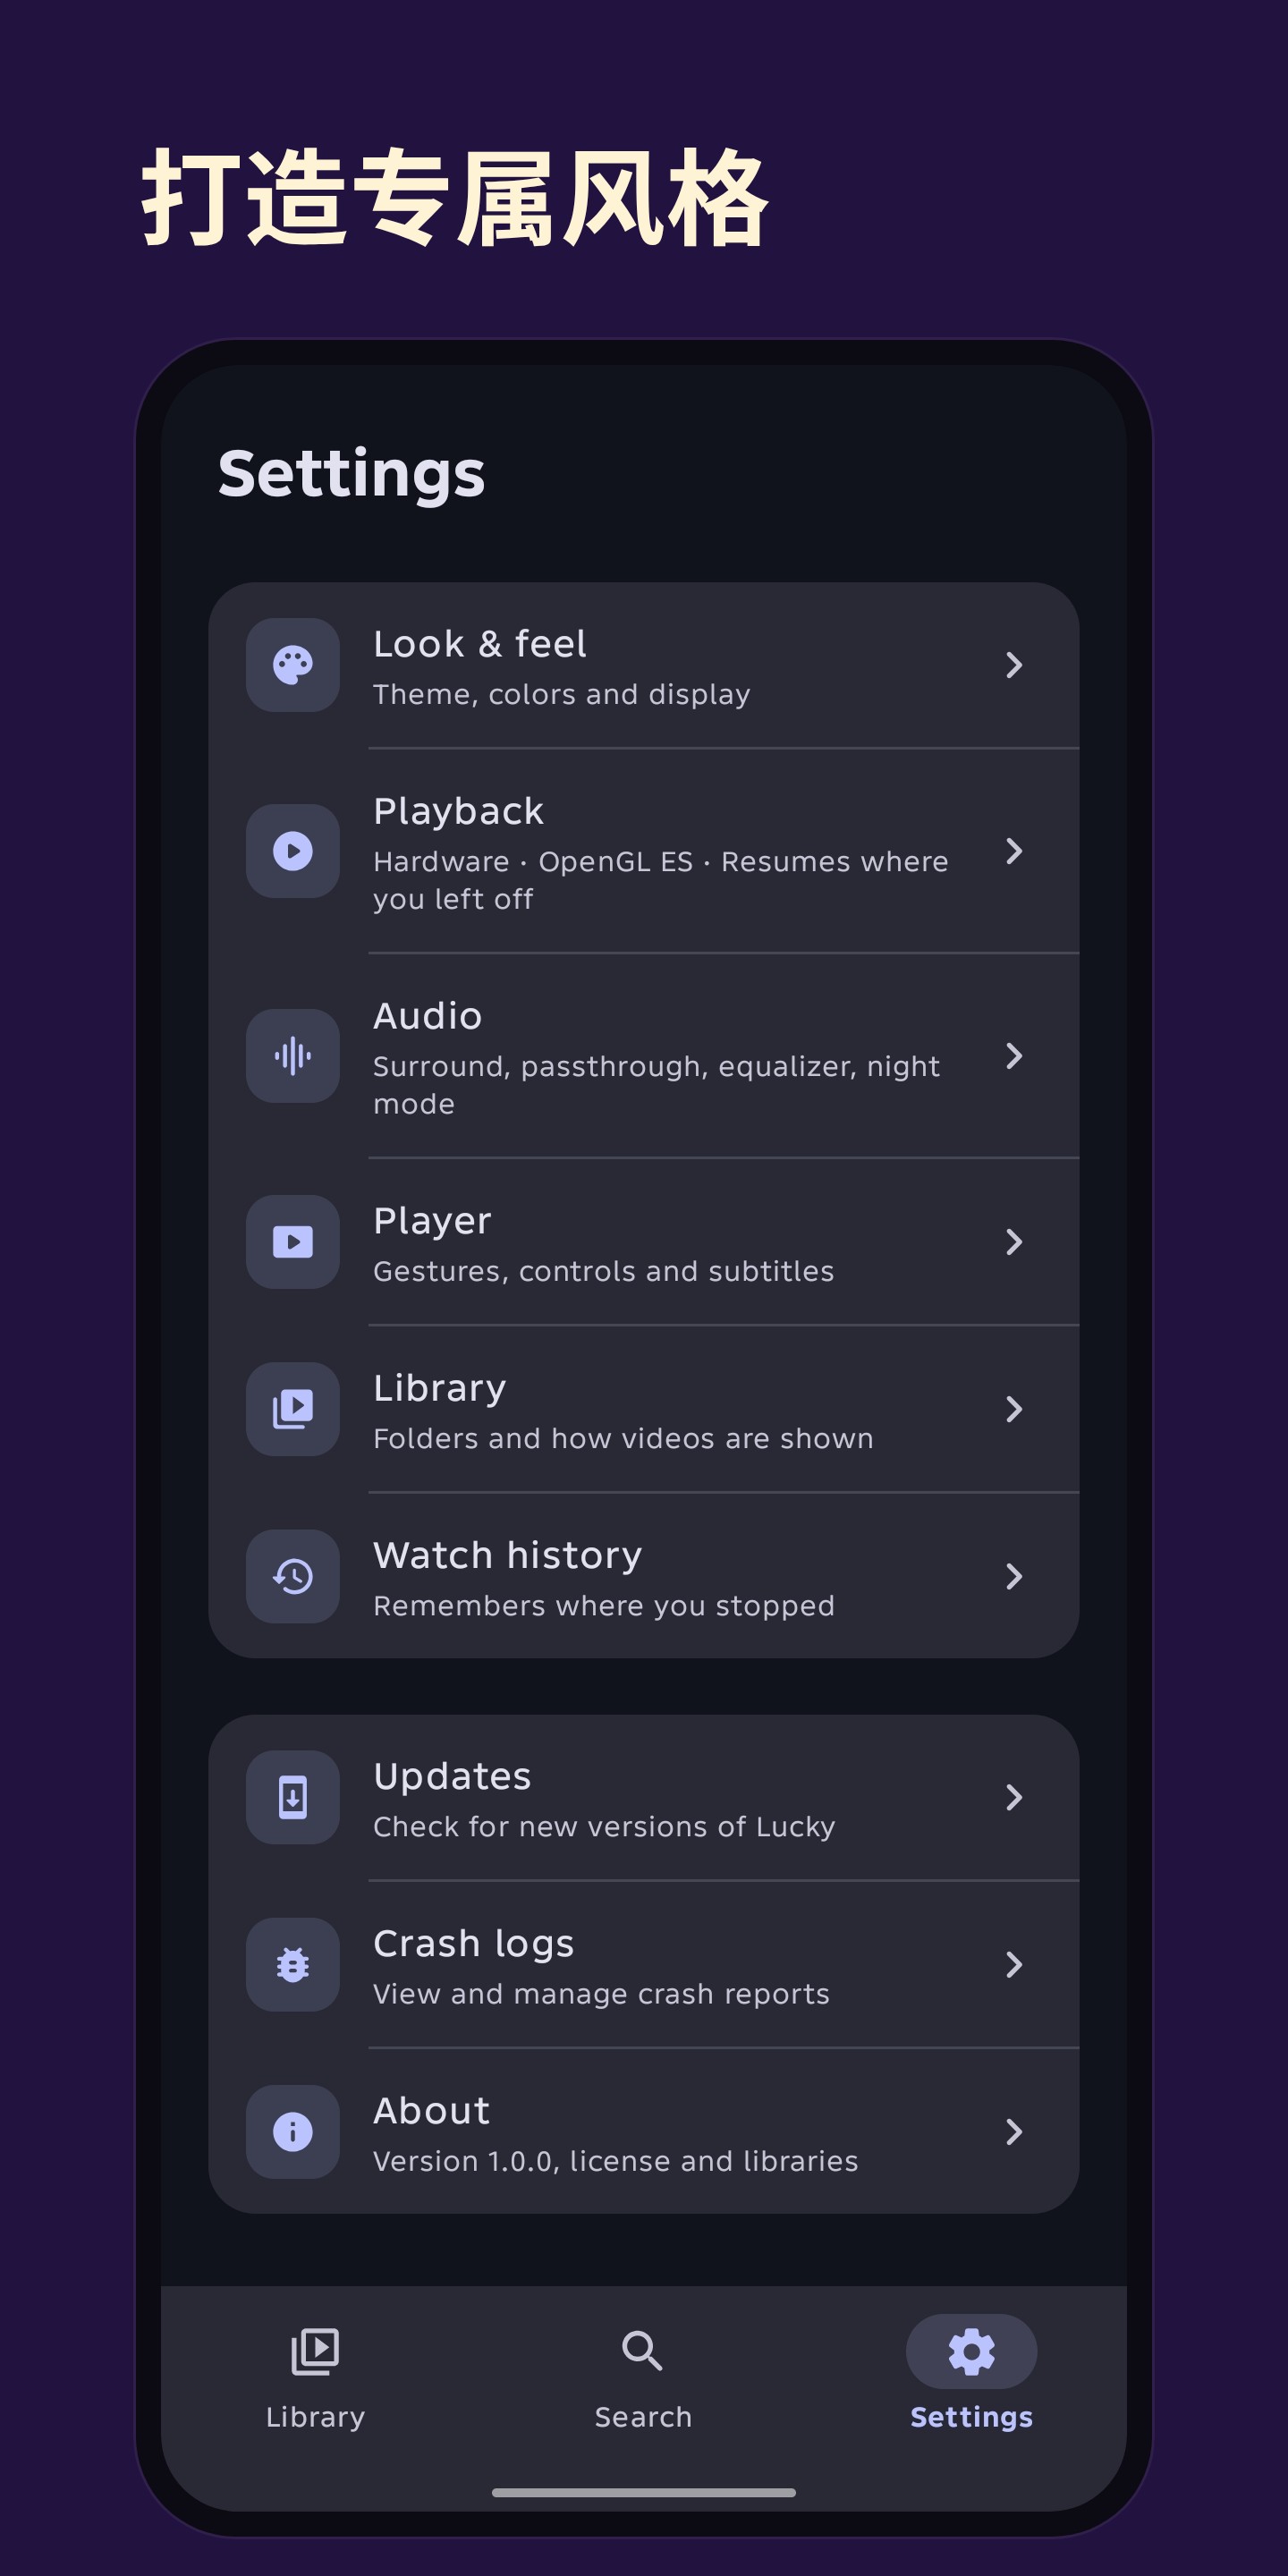 打造专属风格
Settings
Look & feel
Theme, colors and display
Playback
Hardware · OpenGL ES · Resumes where
you left off
Audio
Surround, passthrough, equalizer, night
mode
Player
Gestures, controls and subtitles
Library
Folders and how videos are shown
Watch history
Remembers where you stopped
Updates
Check for new versions of Lucky
Crash logs
View and manage crash reports
About
Version 1.0.0, license and libraries
Library
Search
Settings